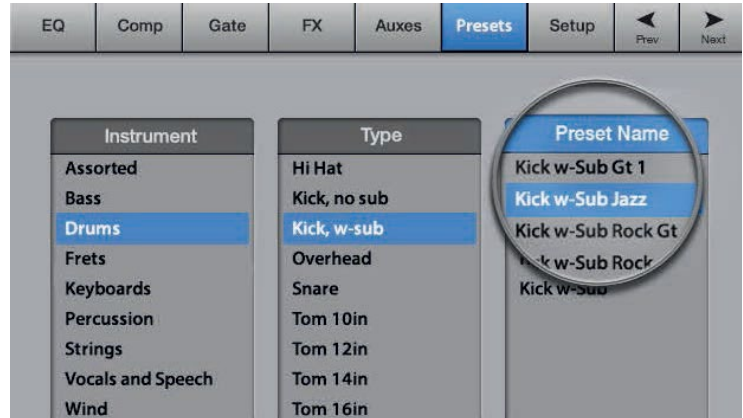 EQ
Comp
Gate
FX
Auxes
Presets
Setup
Prev
Next
Instrument
Assorted
Bass
Drums
Frets
Keyboards
Percussion
Strings
Vocals and Speech
Wind
Type
Hi Hat
Kick, no sub
Kick, w-sub
Overhead
Snare
Tom 10in
Tom 12in
Tom 14in
Tom 16in
Preset Name
Kick w-Sub Gt 1
Kick w-Sub Jazz
Kick w-Sub Rock Gt
w-Sub Rock
Kick w-Sub